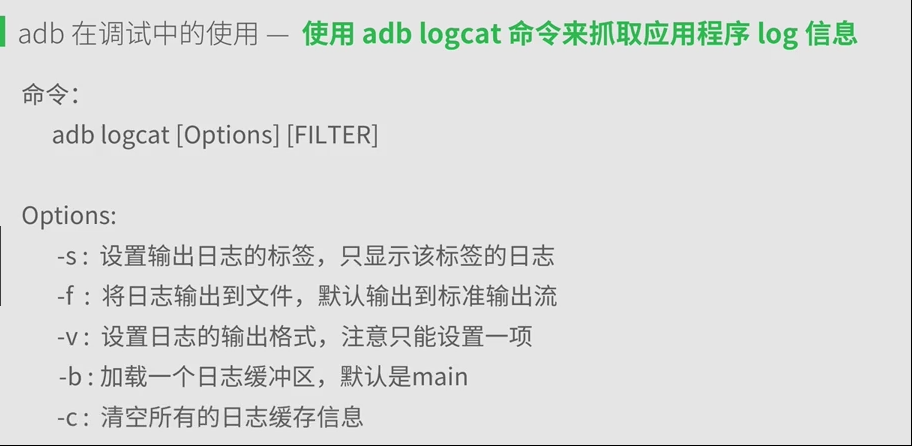 adb 在调试中的使用 — 使用 adb logcat 命令来抓取应用程序 log 信息
命令：
adb logcat [Options] [FILTER]
Options:
-s : 设置输出日志的标签，只显示该标签的日志
-f : 将日志输出到文件，默认输出到标准输出流
-v : 设置日志的输出格式，注意只能设置一项
-b : 加载一个日志缓冲区，默认是main
-c : 清空所有的日志缓存信息